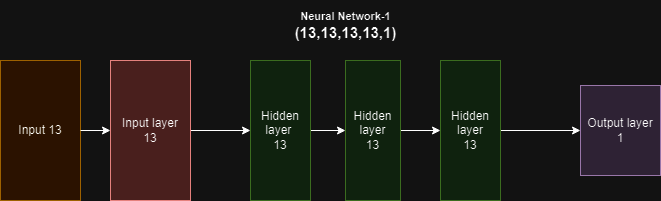 Neural Network-1
(13,13,13,13,1)
Input 13
Input layer
13
Hidden
layer
13
Hidden
layer
13
Hidden
layer
13
Output layer
1